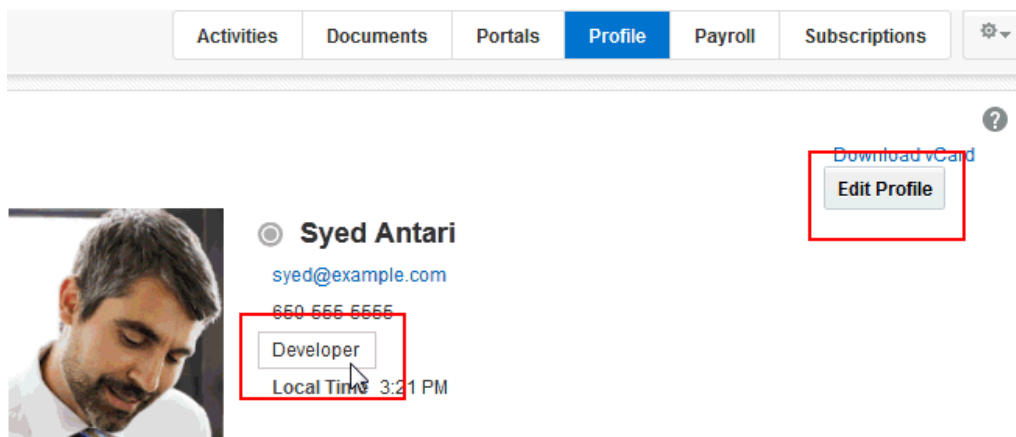 Activities Documents Portals Profile Payroll Subscriptions
Download vCard
Edit Profile
Syed Antari
syed@example.com
650-555-5555
Developer
Local Time 3:21 PM